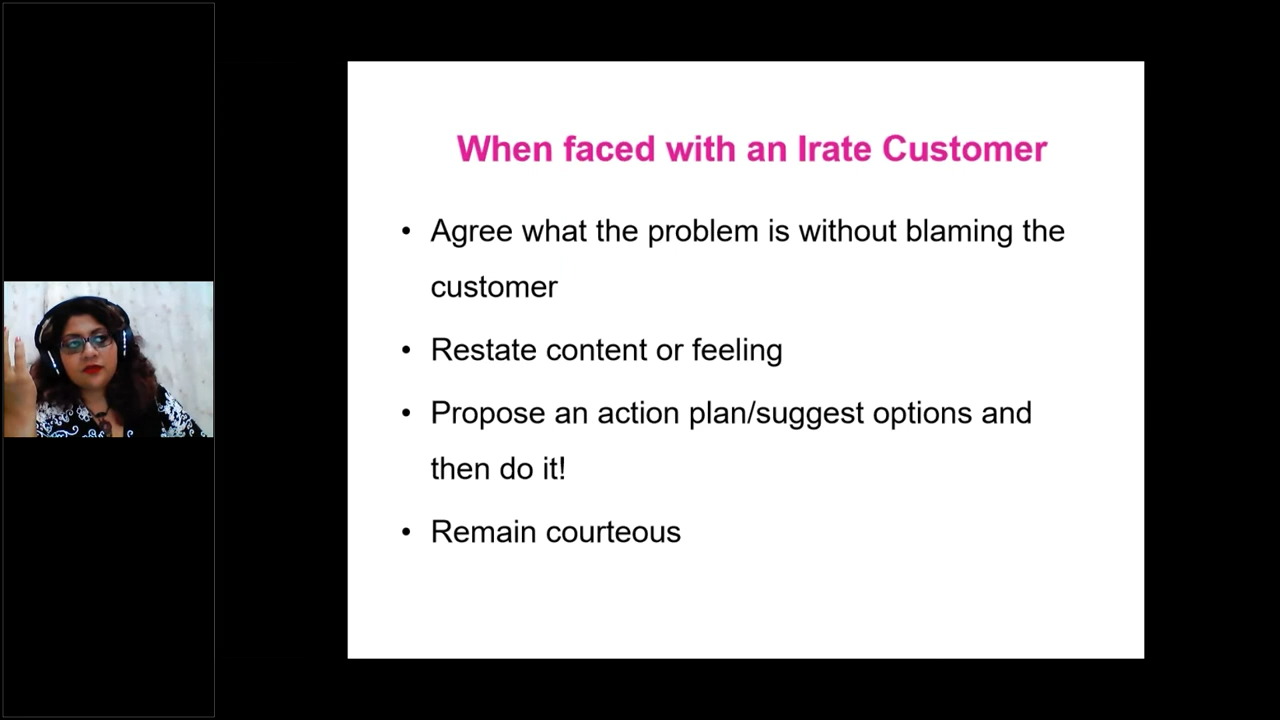 When faced with an Irate Customer
• Agree what the problem is without blaming the
customer
• Restate content or feeling
• Propose an action plan/suggest options and
then do it!
• Remain courteous